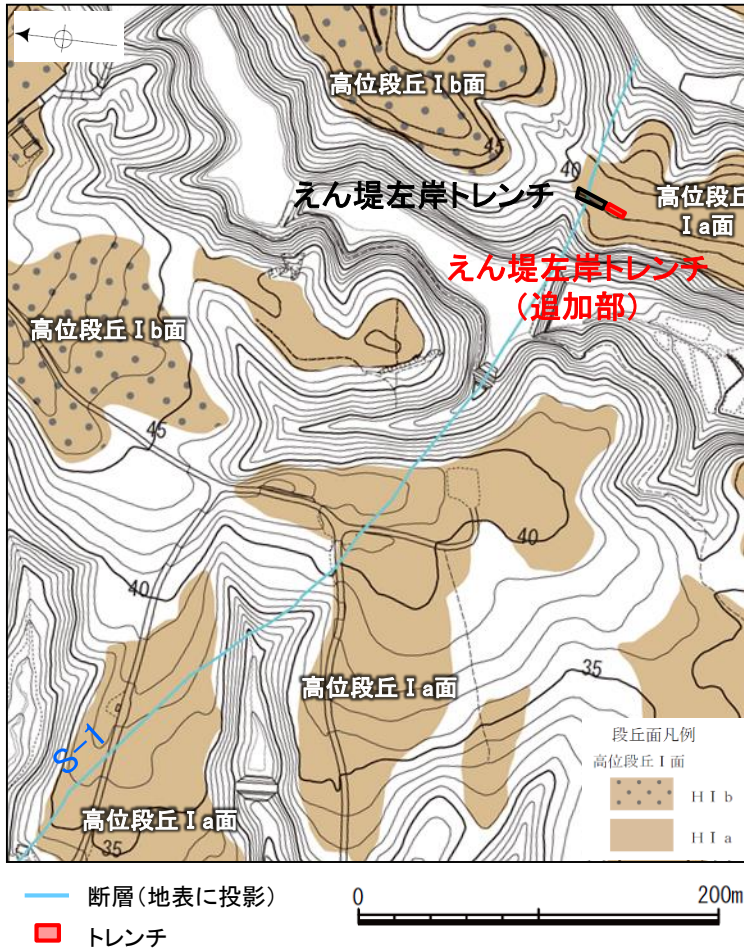 高位段丘Ⅰb面
45
40
えん堤左岸トレンチ
高位段丘
Ⅰa面
えん堤左岸トレンチ
（追加部）
高位段丘Ⅰb面
45
40
40
35
高位段丘Ⅰa面
S-1
高位段丘Ⅰa面
35
段丘面凡例
高位段丘Ⅰ面
HⅠb
HⅠa
断層（地表に投影）
トレンチ
0
200m